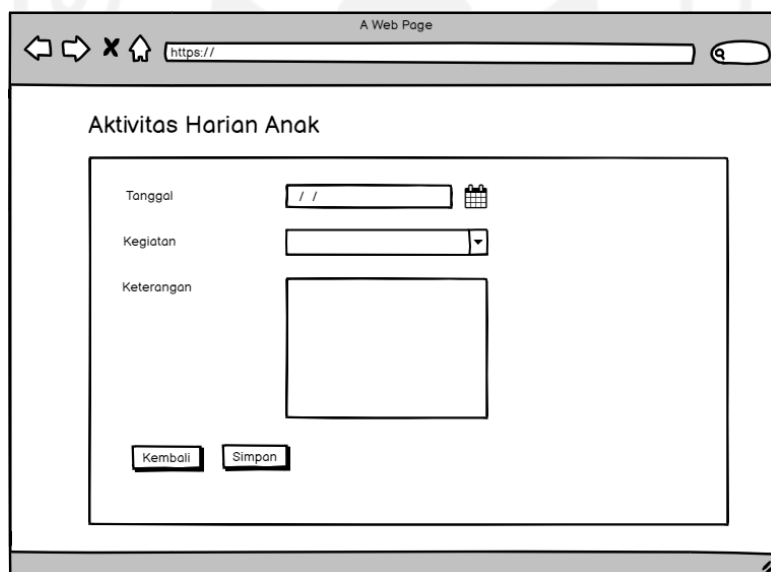 A Web Page
https://
Aktivitas Harian Anak
Tanggal
/ /
Kegiatan
Keterangan
Kembali
Simpan